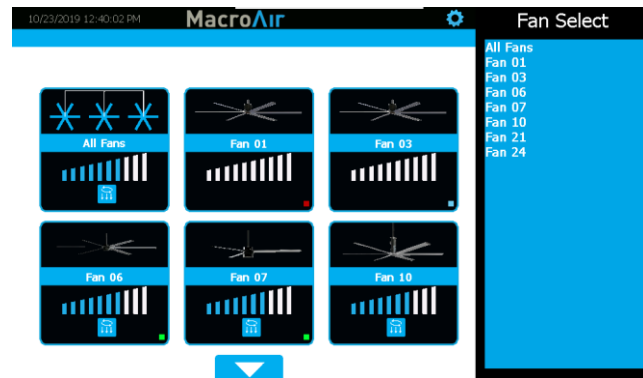 10/23/2019 12:40:02 PM
MacroAir
Fan Select
All Fans
Fan 01
Fan 03
Fan 06
Fan 07
Fan 10
Fan 21
Fan 24
All Fans
Fan 01
Fan 03
Fan 06
Fan 07
Fan 10